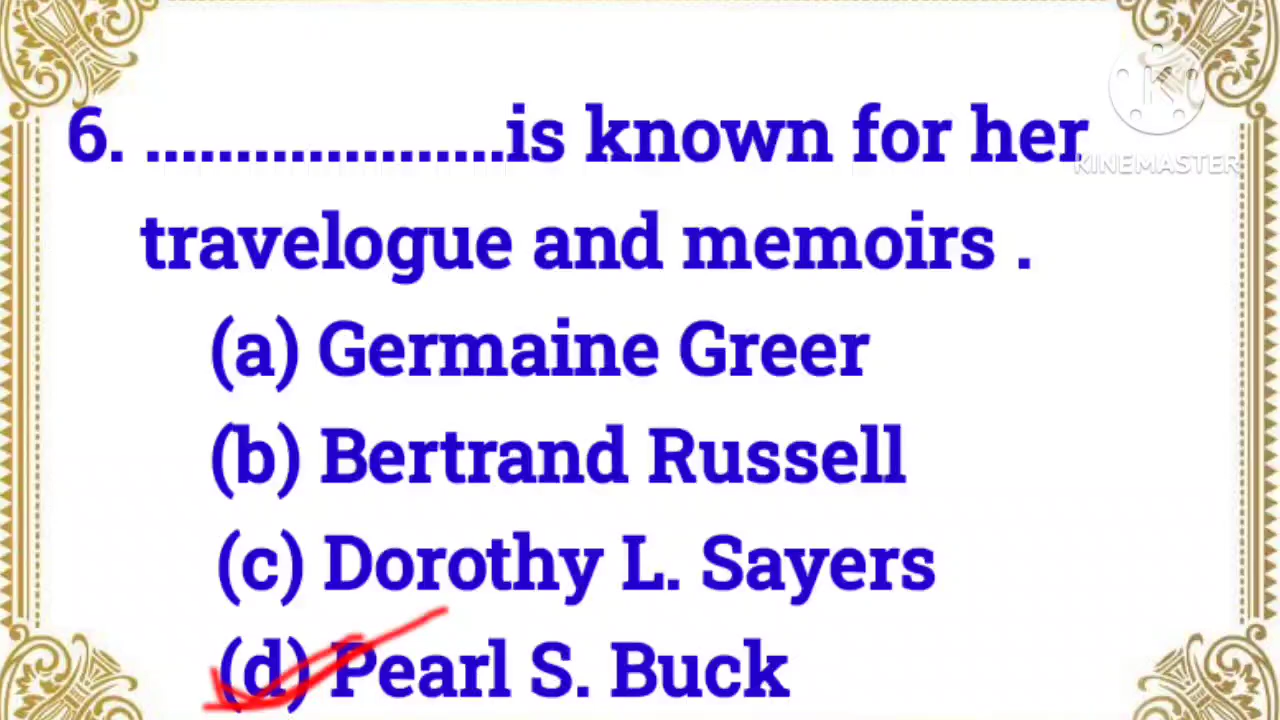 6. .....................is known for her
KINEMASTER
travelogue and memoirs .
(a) Germaine Greer
(b) Bertrand Russell
(c) Dorothy L. Sayers
(d) Pearl S. Buck